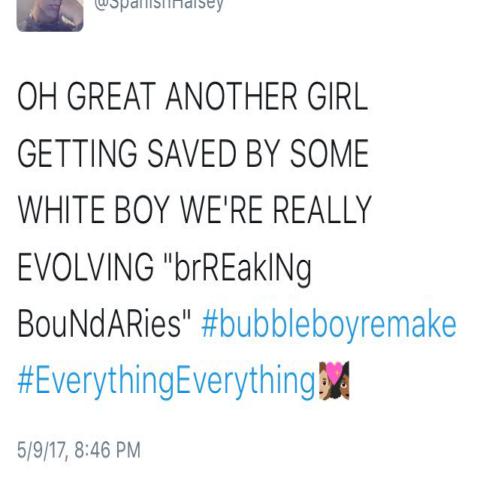 @SpanishHalsey
OH GREAT ANOTHER GIRL
GETTING SAVED BY SOME
WHITE BOY WE'RE REALLY
EVOLVING "brREakINg
BouNdARies" #bubbleboyremake
#EverythingEverything
5/9/17, 8:46 PM